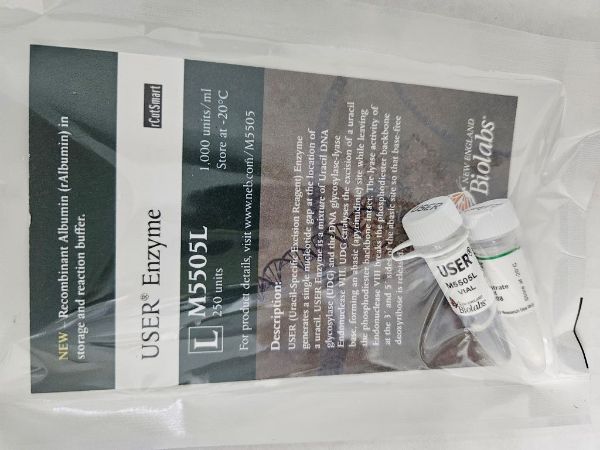 NEW – Recombinant Albumin (rAlbumin) in
storage and reaction buffer.
USER® Enzyme
rCutSmart
L M5505L
250 units
1,000 units/ml
Store at -20°C
For product details, visit www.neb.com/M5505
Description:
USER (Uracil-Specific Excision Reagent) Enzyme
generates a single nucleotide gap at the location of
a uracil. USER Enzyme is a mixture of Uracil DNA
glycosylase (UDG) and the DNA glycosylase-lyase
Endonuclease VIII. UDG catalyses the excision of a uracil
base, forming an abasic (apyrimidinic) site while leaving
the phosphodiester backbone intact. The lyase activity of
Endonuclease VIII breaks the phosphodiester backbone
at the 3´ and 5´ sides of the abasic site so that base-free
deoxyribose is released
NEW ENGLAND
Biolabs
USER
USER®
M5505L
VIAL
Biolabs